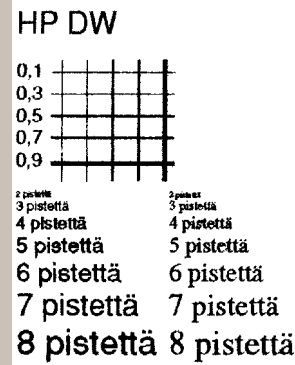 HP DW
0,1
0,3
0,5
0,7
0,9
2 pistettä 2 pistettä
3 pistettä 3 pistettä
4 pistettä 4 pistettä
5 pistettä 5 pistettä
6 pistettä 6 pistettä
7 pistettä 7 pistettä
8 pistettä 8 pistettä